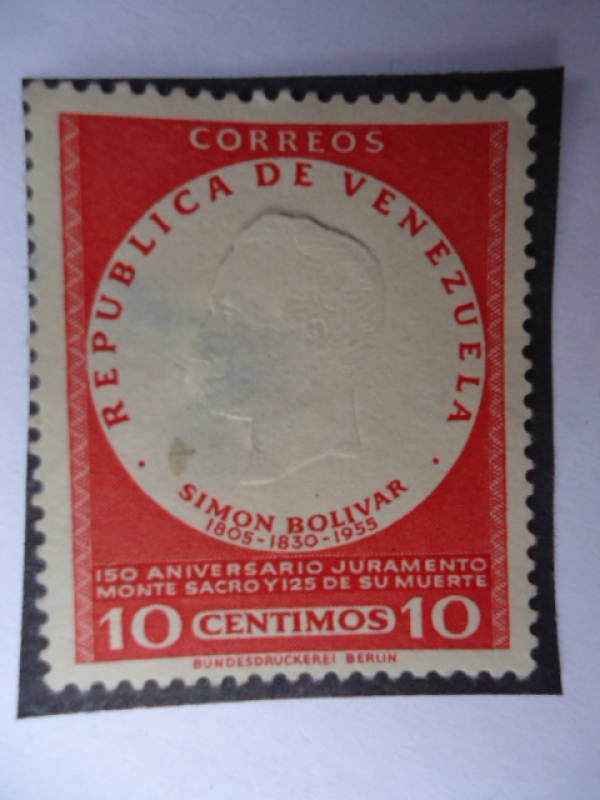 CORREOS
REPUBLICA DE VENEZUELA
SIMON BOLIVAR
1805-1830-1955
150 ANIVERSARIO JURAMENTO
MONTE SACRO Y 125 DE SU MUERTE
10 CENTIMOS 10
BUNDESDRUCKEREI BERLIN